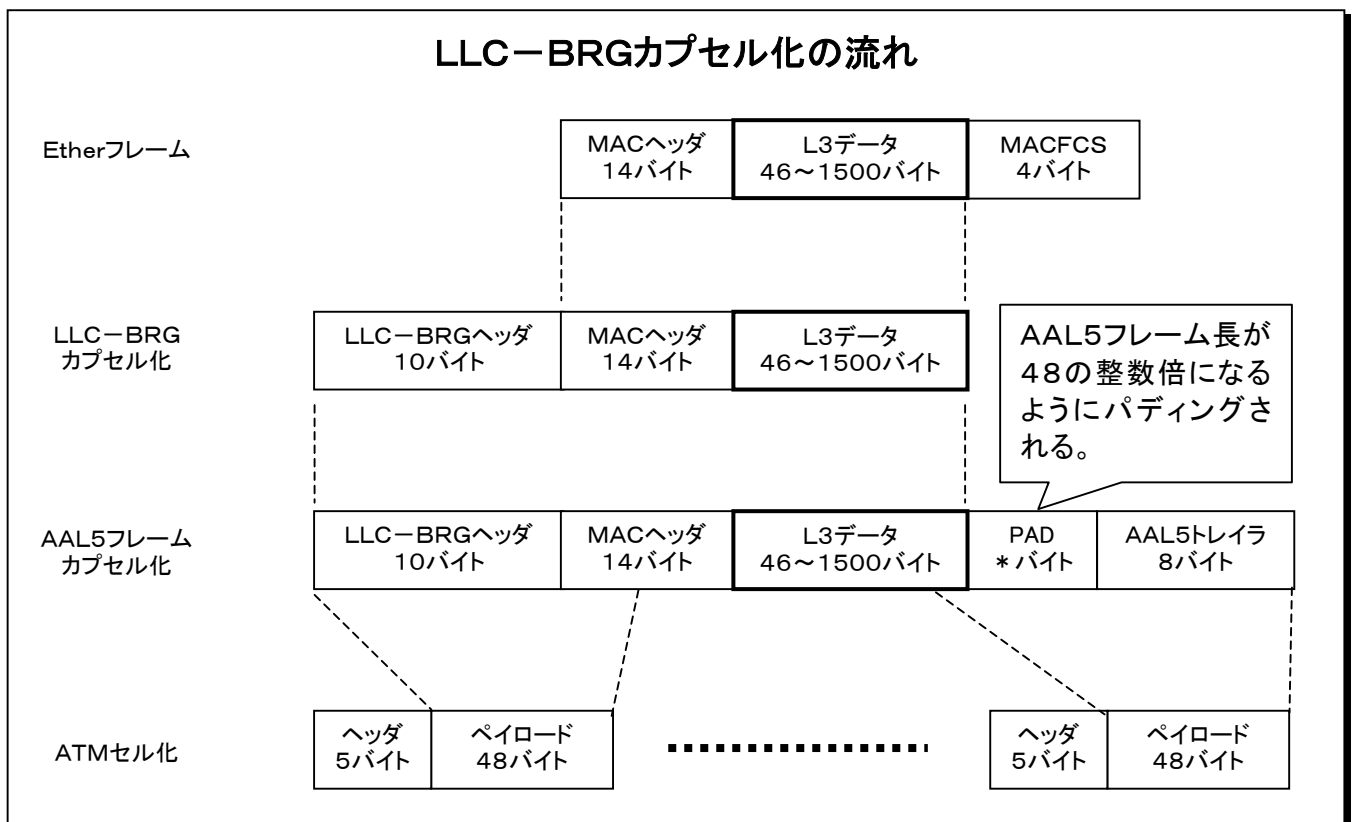 LLC－BRGカプセル化の流れ
Etherフレーム
MACヘッダ
14バイト
L3データ
46～1500バイト
MACFCS
4バイト
LLC－BRG
カプセル化
LLC－BRGヘッダ
10バイト
MACヘッダ
14バイト
L3データ
46～1500バイト
AAL5フレーム長が
48の整数倍になる
ようにパディングさ
れる。
AAL5フレーム
カプセル化
LLC－BRGヘッダ
10バイト
MACヘッダ
14バイト
L3データ
46～1500バイト
PAD
＊バイト
AAL5トレイラ
8バイト
ATMセル化
ヘッダ
5バイト
ペイロード
48バイト
ヘッダ
5バイト
ペイロード
48バイト